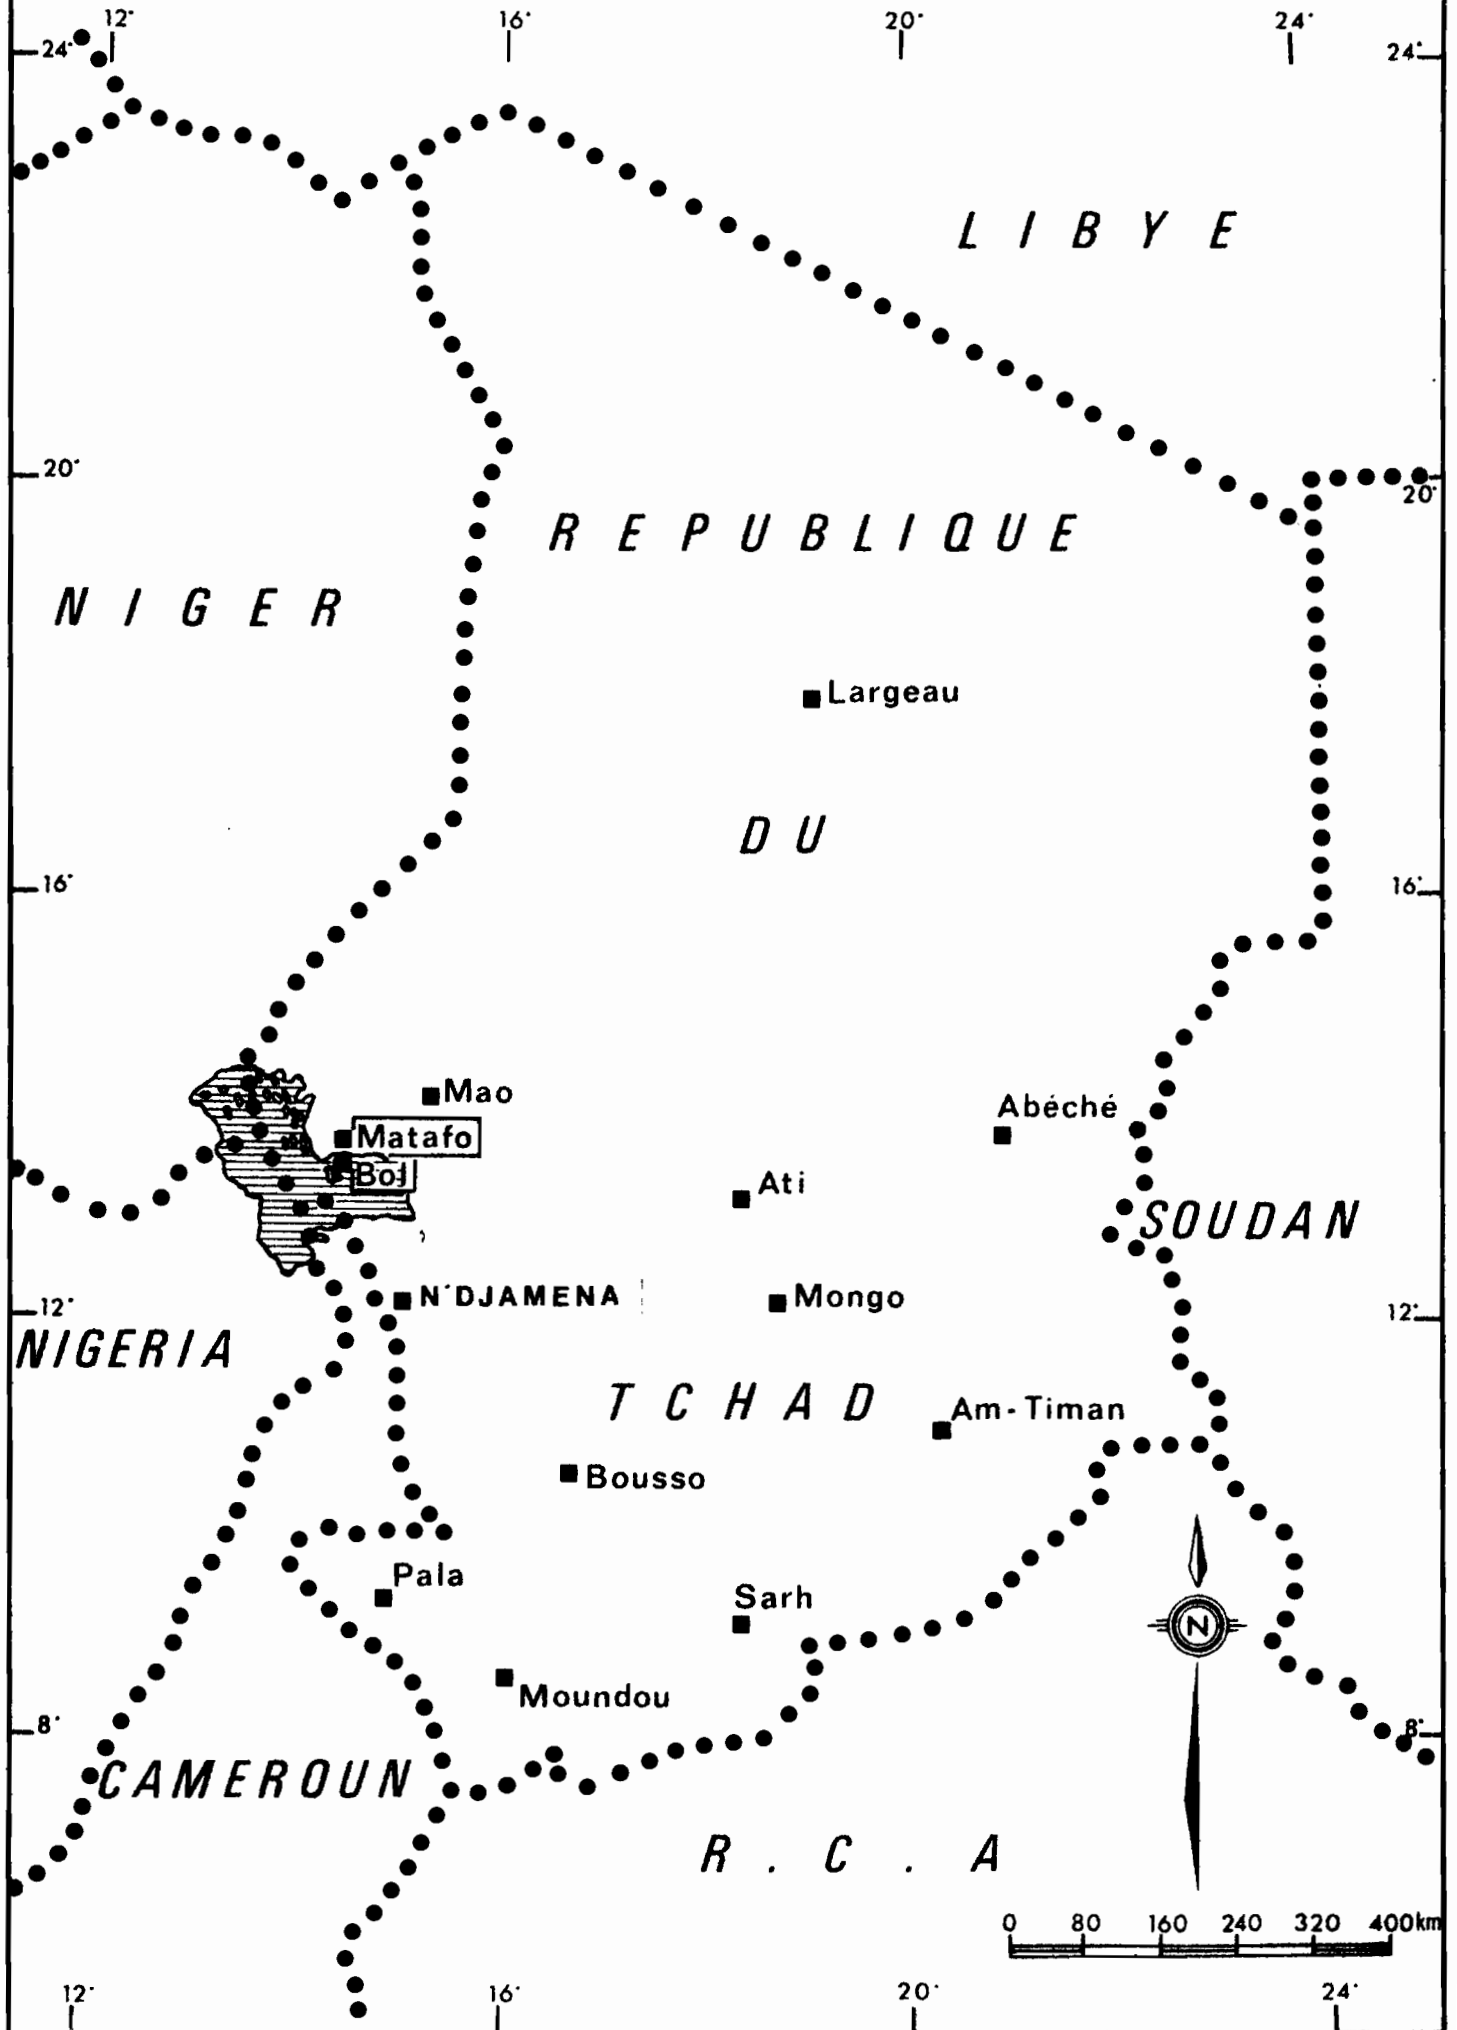 12° 16° 20° 24°
24° 24°
L I B Y E
20° 20°
R E P U B L I Q U E
N I G E R
Largeau
D U
16° 16°
Mao
Abéché
Matafo
Bol
Ati
SOUDAN
N'DJAMENA
Mongo
12° 12°
NIGERIA
T C H A D
Am-Timan
Bousso
Pala
Sarh
N
Moundou
8° 8°
CAMEROUN
R . C . A
0 80 160 240 320 400km
12° 16° 20° 24°